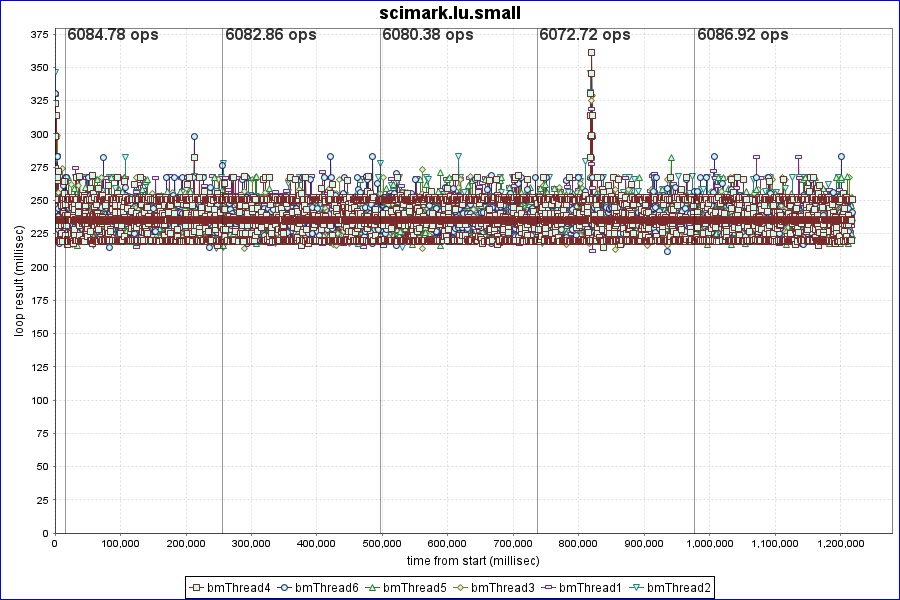 scimark.lu.small
6084.78 ops 6082.86 ops 6080.38 ops 6072.72 ops 6086.92 ops
375
350
325
300
275
250
225
200
175
150
125
100
75
50
25
0
loop result (millisec)
0 100,000 200,000 300,000 400,000 500,000 600,000 700,000 800,000 900,000 1,000,000 1,100,000 1,200,000
time from start (millisec)
bmThread4 bmThread6 bmThread5 bmThread3 bmThread1 bmThread2